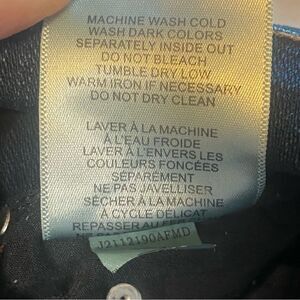 MACHINE WASH COLD
WASH DARK COLORS
SEPARATELY INSIDE OUT
DO NOT BLEACH
TUMBLE DRY LOW
WARM IRON IF NECESSARY
DO NOT DRY CLEAN
LAVER À LA MACHINE
À L'EAU FROIDE
LAVER À L'ENVERS LES
COULEURS FONCÉES
SÉPARÉMENT
NE PAS JAVELLISER
SÉCHER À LA MACHINE
À CYCLE DÉLICAT
REPASSER AU
J2112190AFMD